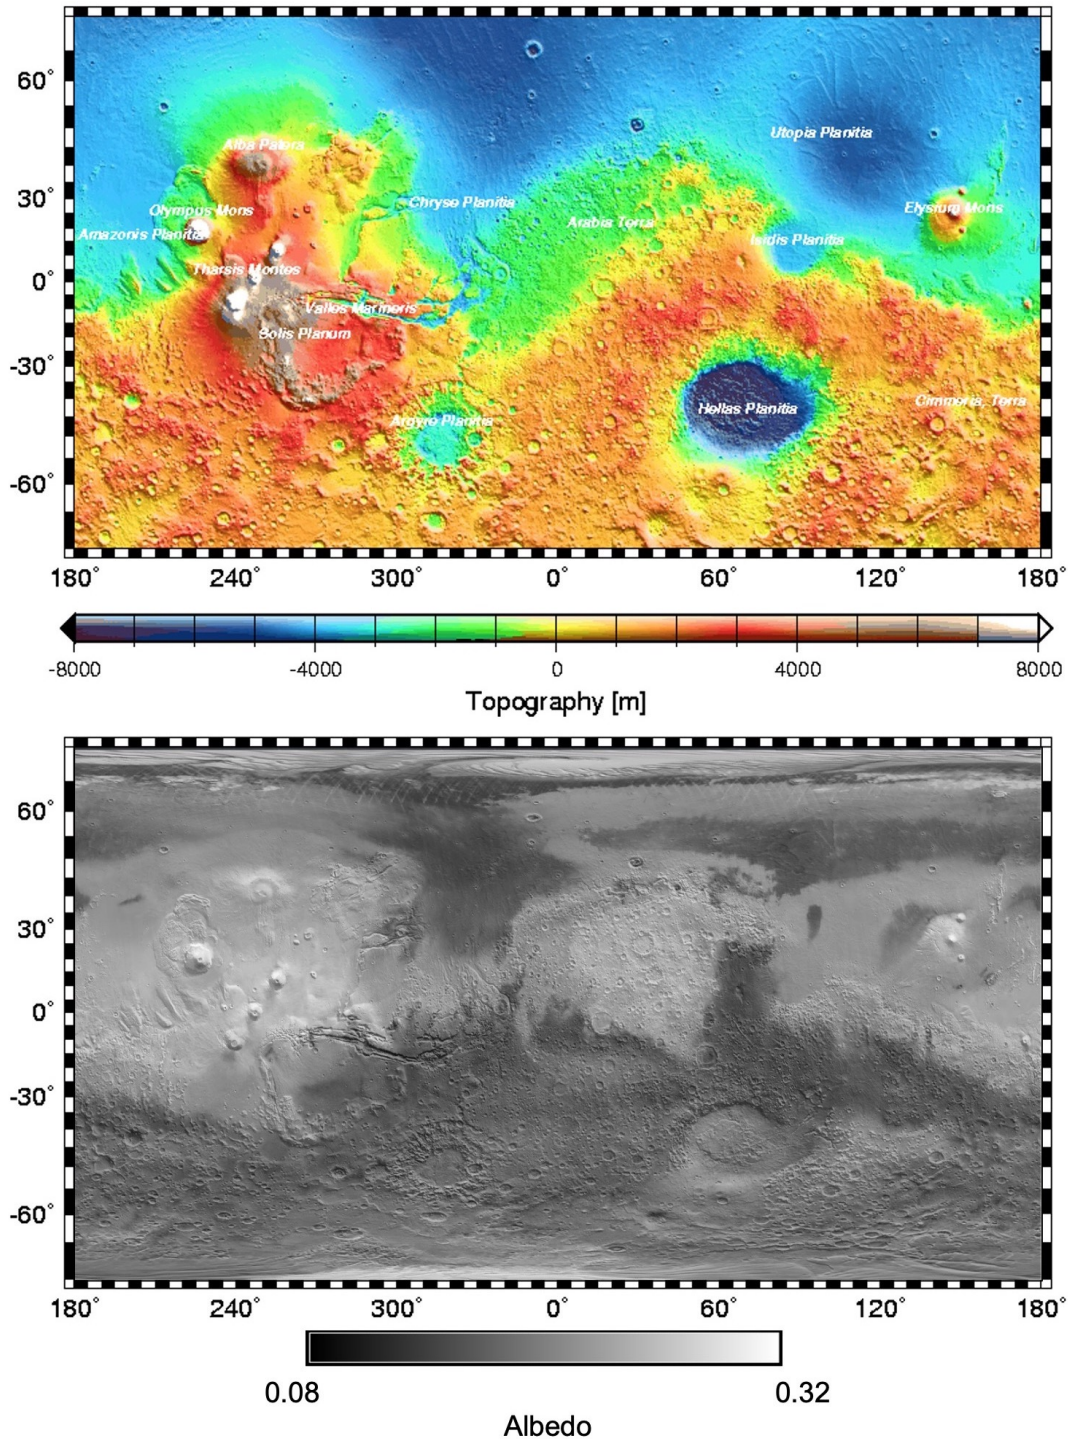 60°
Utopia Planitia
Alba Patera
30°
Chryse Planitia
Olympus Mons
Elysium Mons
Arabia Terra
Amazonis Planitia
Isidis Planitia
Tharsis Montes
0°
Valles Marineris
Solis Planum
-30°
Hellas Planitia
Cimmeria, Terra
Argyre Planitia
-60°
180° 240° 300° 0° 60° 120° 180°
-8000 -4000 0 4000 8000
Topography [m]
60°
30°
0°
-30°
-60°
180° 240° 300° 0° 60° 120° 180°
0.08 0.32
Albedo